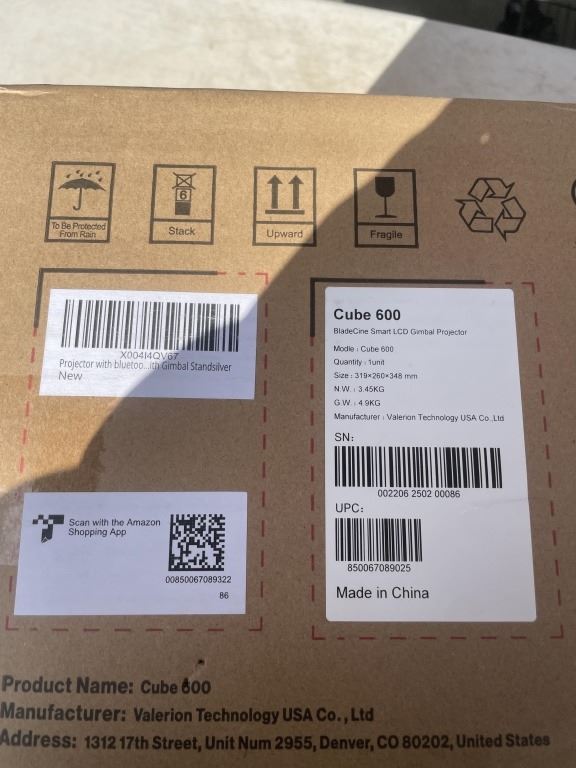 To Be Protected
From Rain
6
Stack
Upward
Fragile
X004I4QV67
Projector with bluetoo...ith Gimbal Standsilver
New
Scan with the Amazon
Shopping App
00850067089322
86
Cube 600
BladeCine Smart LCD Gimbal Projector
Modle : Cube 600
Quantity : 1unit
Size : 319×260×348 mm
N.W. : 3.45KG
G.W. : 4.9KG
Manufacturer : Valerion Technology USA Co.,Ltd
SN:
002206 2502 00086
UPC:
850067089025
Made in China
Product Name: Cube 600
Manufacturer: Valerion Technology USA Co., Ltd
Address: 1312 17th Street, Unit Num 2955, Denver, CO 80202, United States